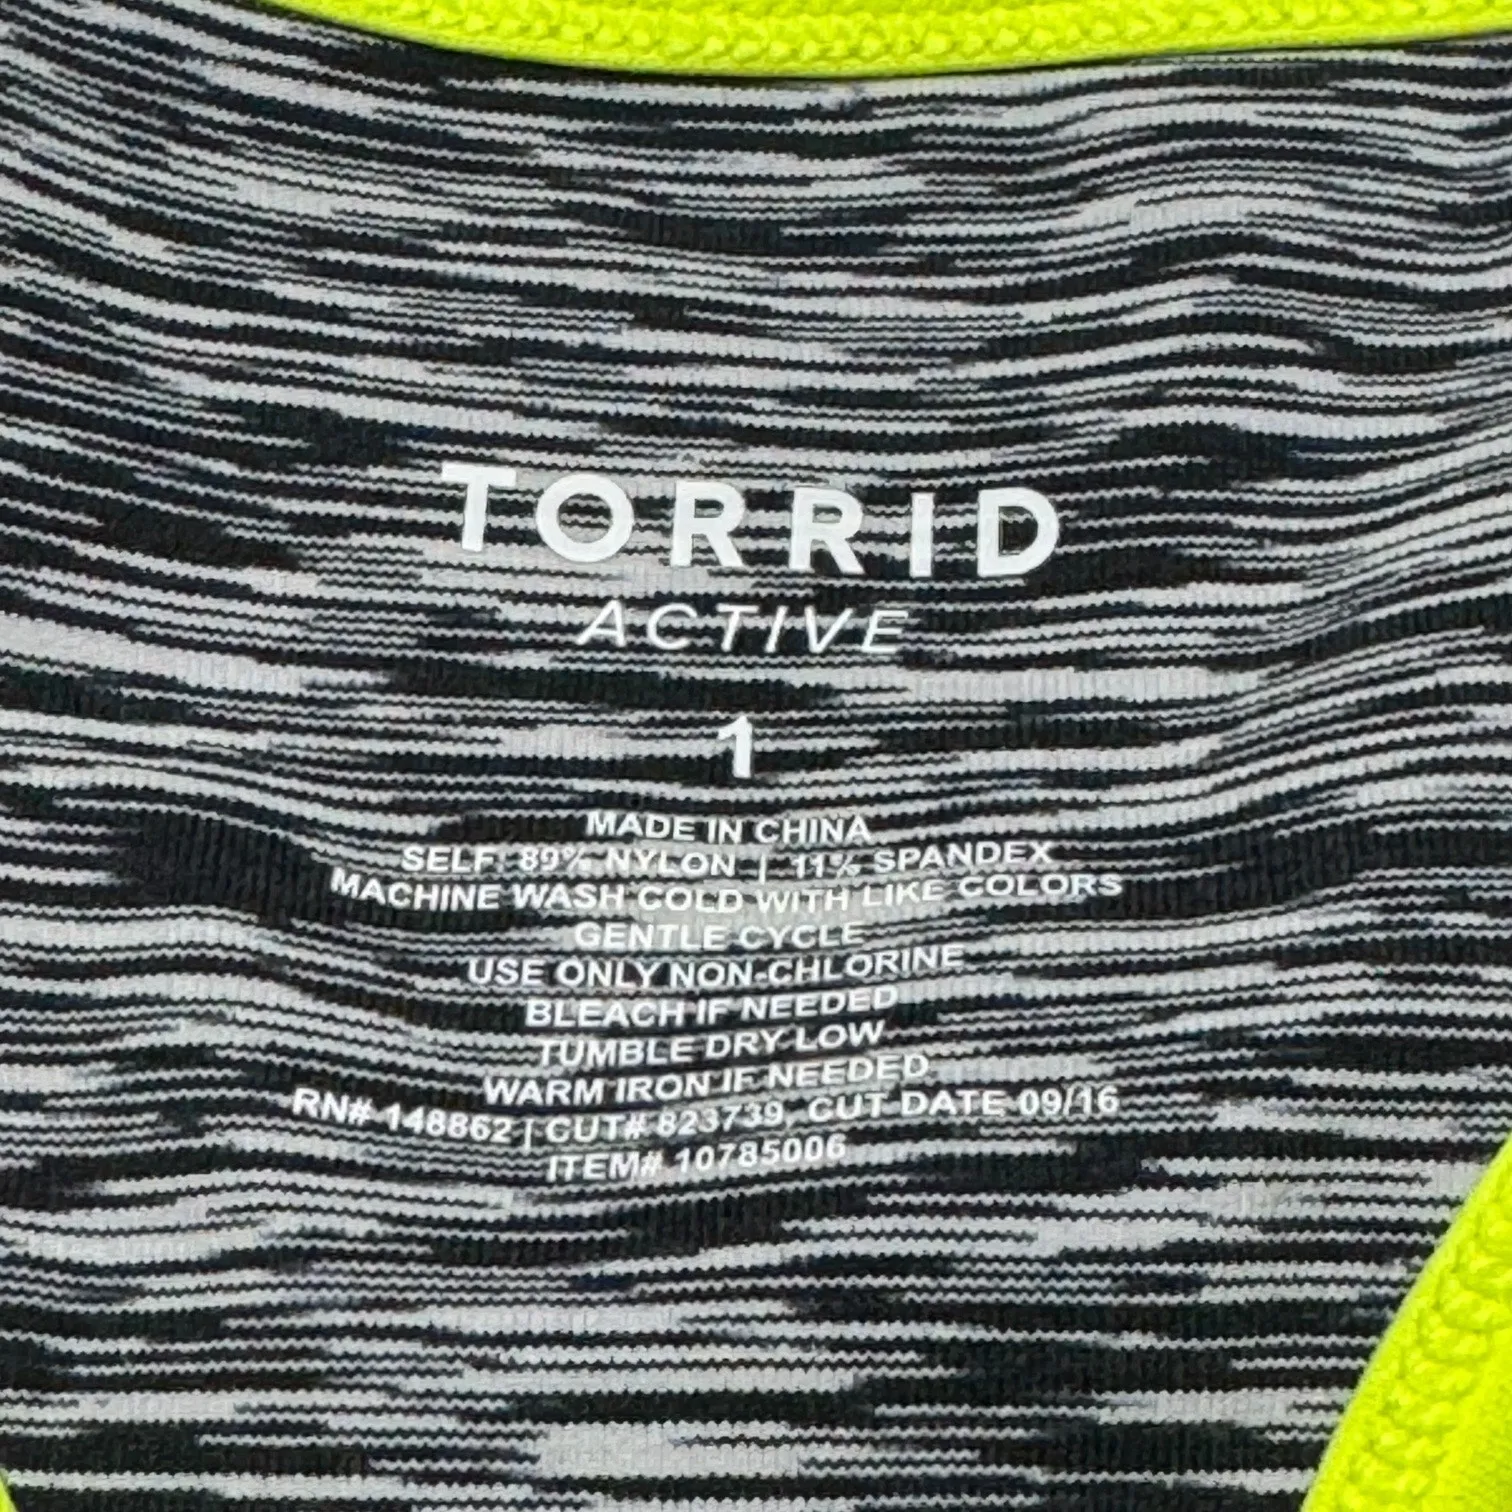 TORRID
ACTIVE
1
MADE IN CHINA
SELF: 89% NYLON | 11% SPANDEX
MACHINE WASH COLD WITH LIKE COLORS
GENTLE CYCLE
USE ONLY NON-CHLORINE
BLEACH IF NEEDED
TUMBLE DRY LOW
WARM IRON IF NEEDED
RN# 148862 | CUT# 823739, CUT DATE 09/16
ITEM# 10785006